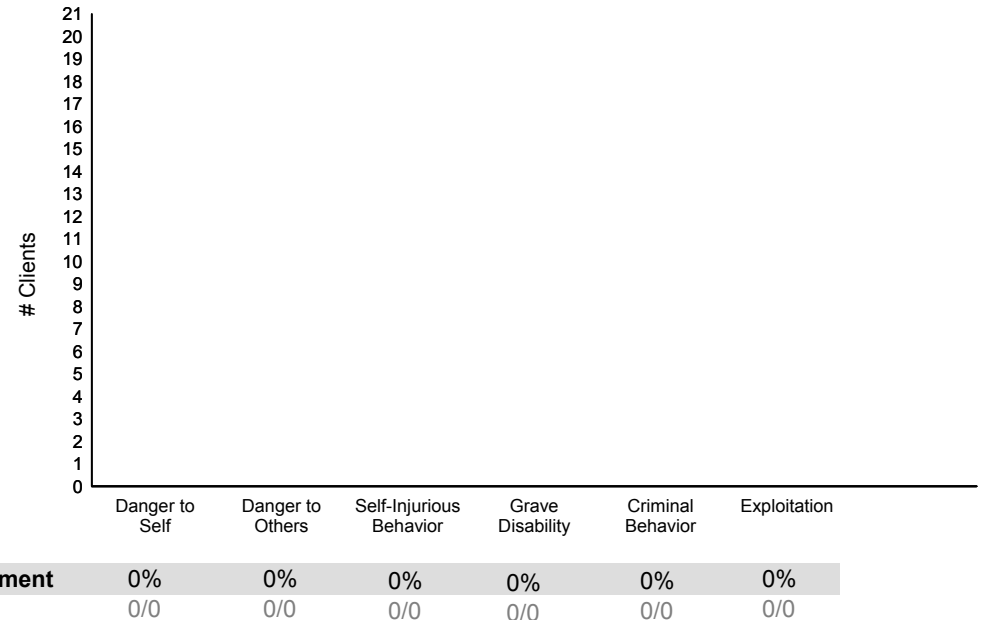 21
20
19
18
17
16
15
14
13
12
11
10
9
8
7
6
5
4
3
2
1
0
# Clients
Danger to Self
Danger to Others
Self-Injurious Behavior
Grave Disability
Criminal Behavior
Exploitation
ment 0% 0% 0% 0% 0% 0%
0/0 0/0 0/0 0/0 0/0 0/0